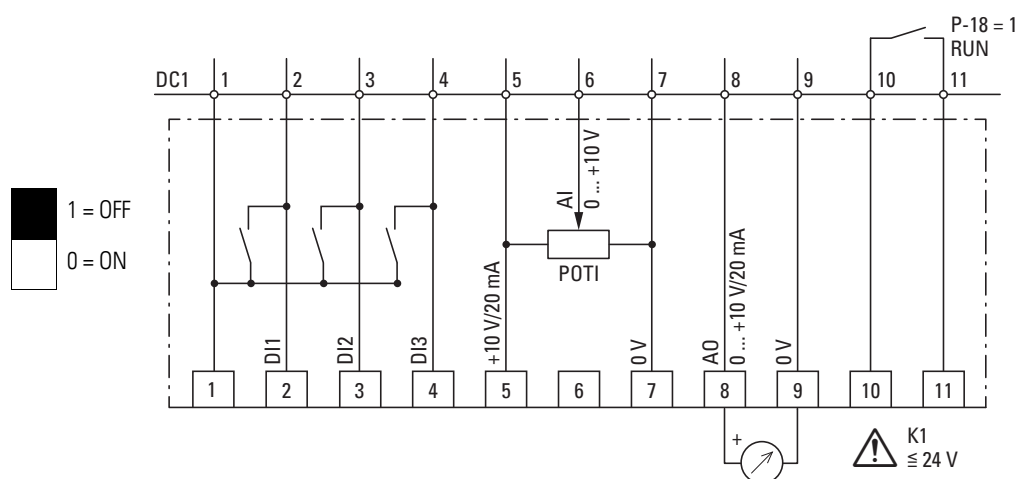 P-18 = 1
RUN
DC1 1 2 3 4 5 6 7 8 9 10 11
1 = OFF
0 = ON
DI1
DI2
DI3
+10 V/20 mA
AI
0 ... +10 V
POTI
0 V
AO
0 ... +10 V/20 mA
0 V
1 2 3 4 5 6 7 8 9 10 11
+
K1
≦ 24 V